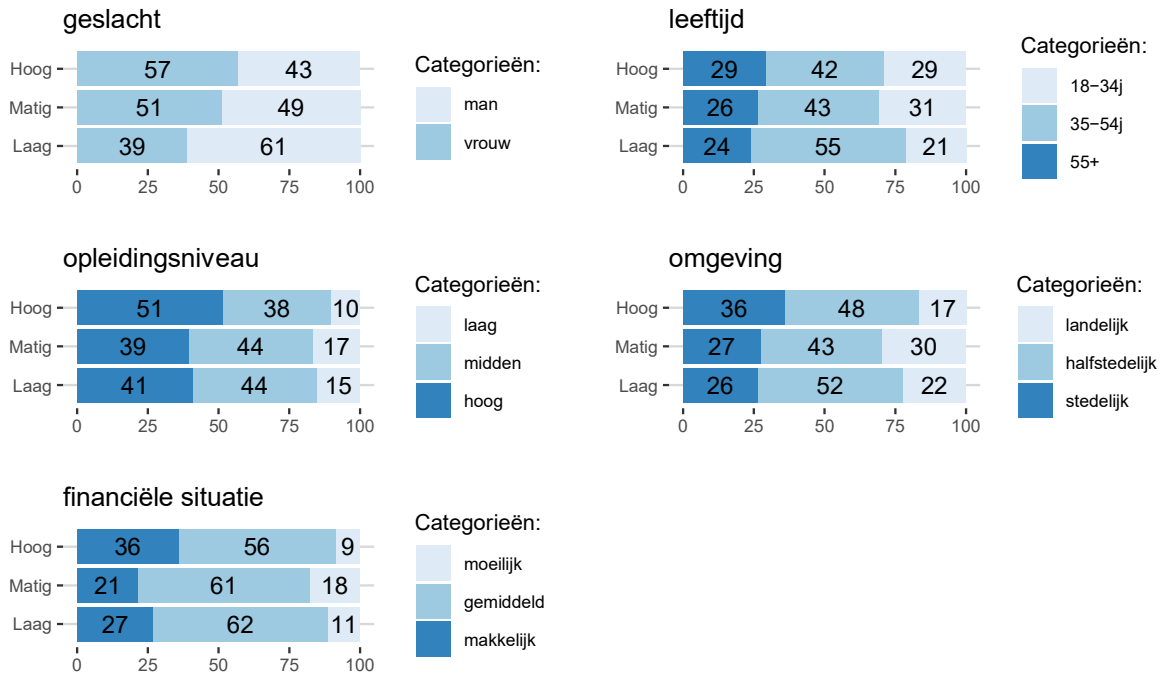 geslacht
Categorieën:
Hoog 57 43
Matig 51 49
Laag 39 61
0 25 50 75 100
man
vrouw
leeftijd
Categorieën:
Hoog 29 42 29
Matig 26 43 31
Laag 24 55 21
0 25 50 75 100
18−34j
35−54j
55+
opleidingsniveau
Categorieën:
Hoog 51 38 10
Matig 39 44 17
Laag 41 44 15
0 25 50 75 100
laag
midden
hoog
omgeving
Categorieën:
Hoog 36 48 17
Matig 27 43 30
Laag 26 52 22
0 25 50 75 100
landelijk
halfstedelijk
stedelijk
financiële situatie
Categorieën:
Hoog 36 56 9
Matig 21 61 18
Laag 27 62 11
0 25 50 75 100
moeilijk
gemiddeld
makkelijk